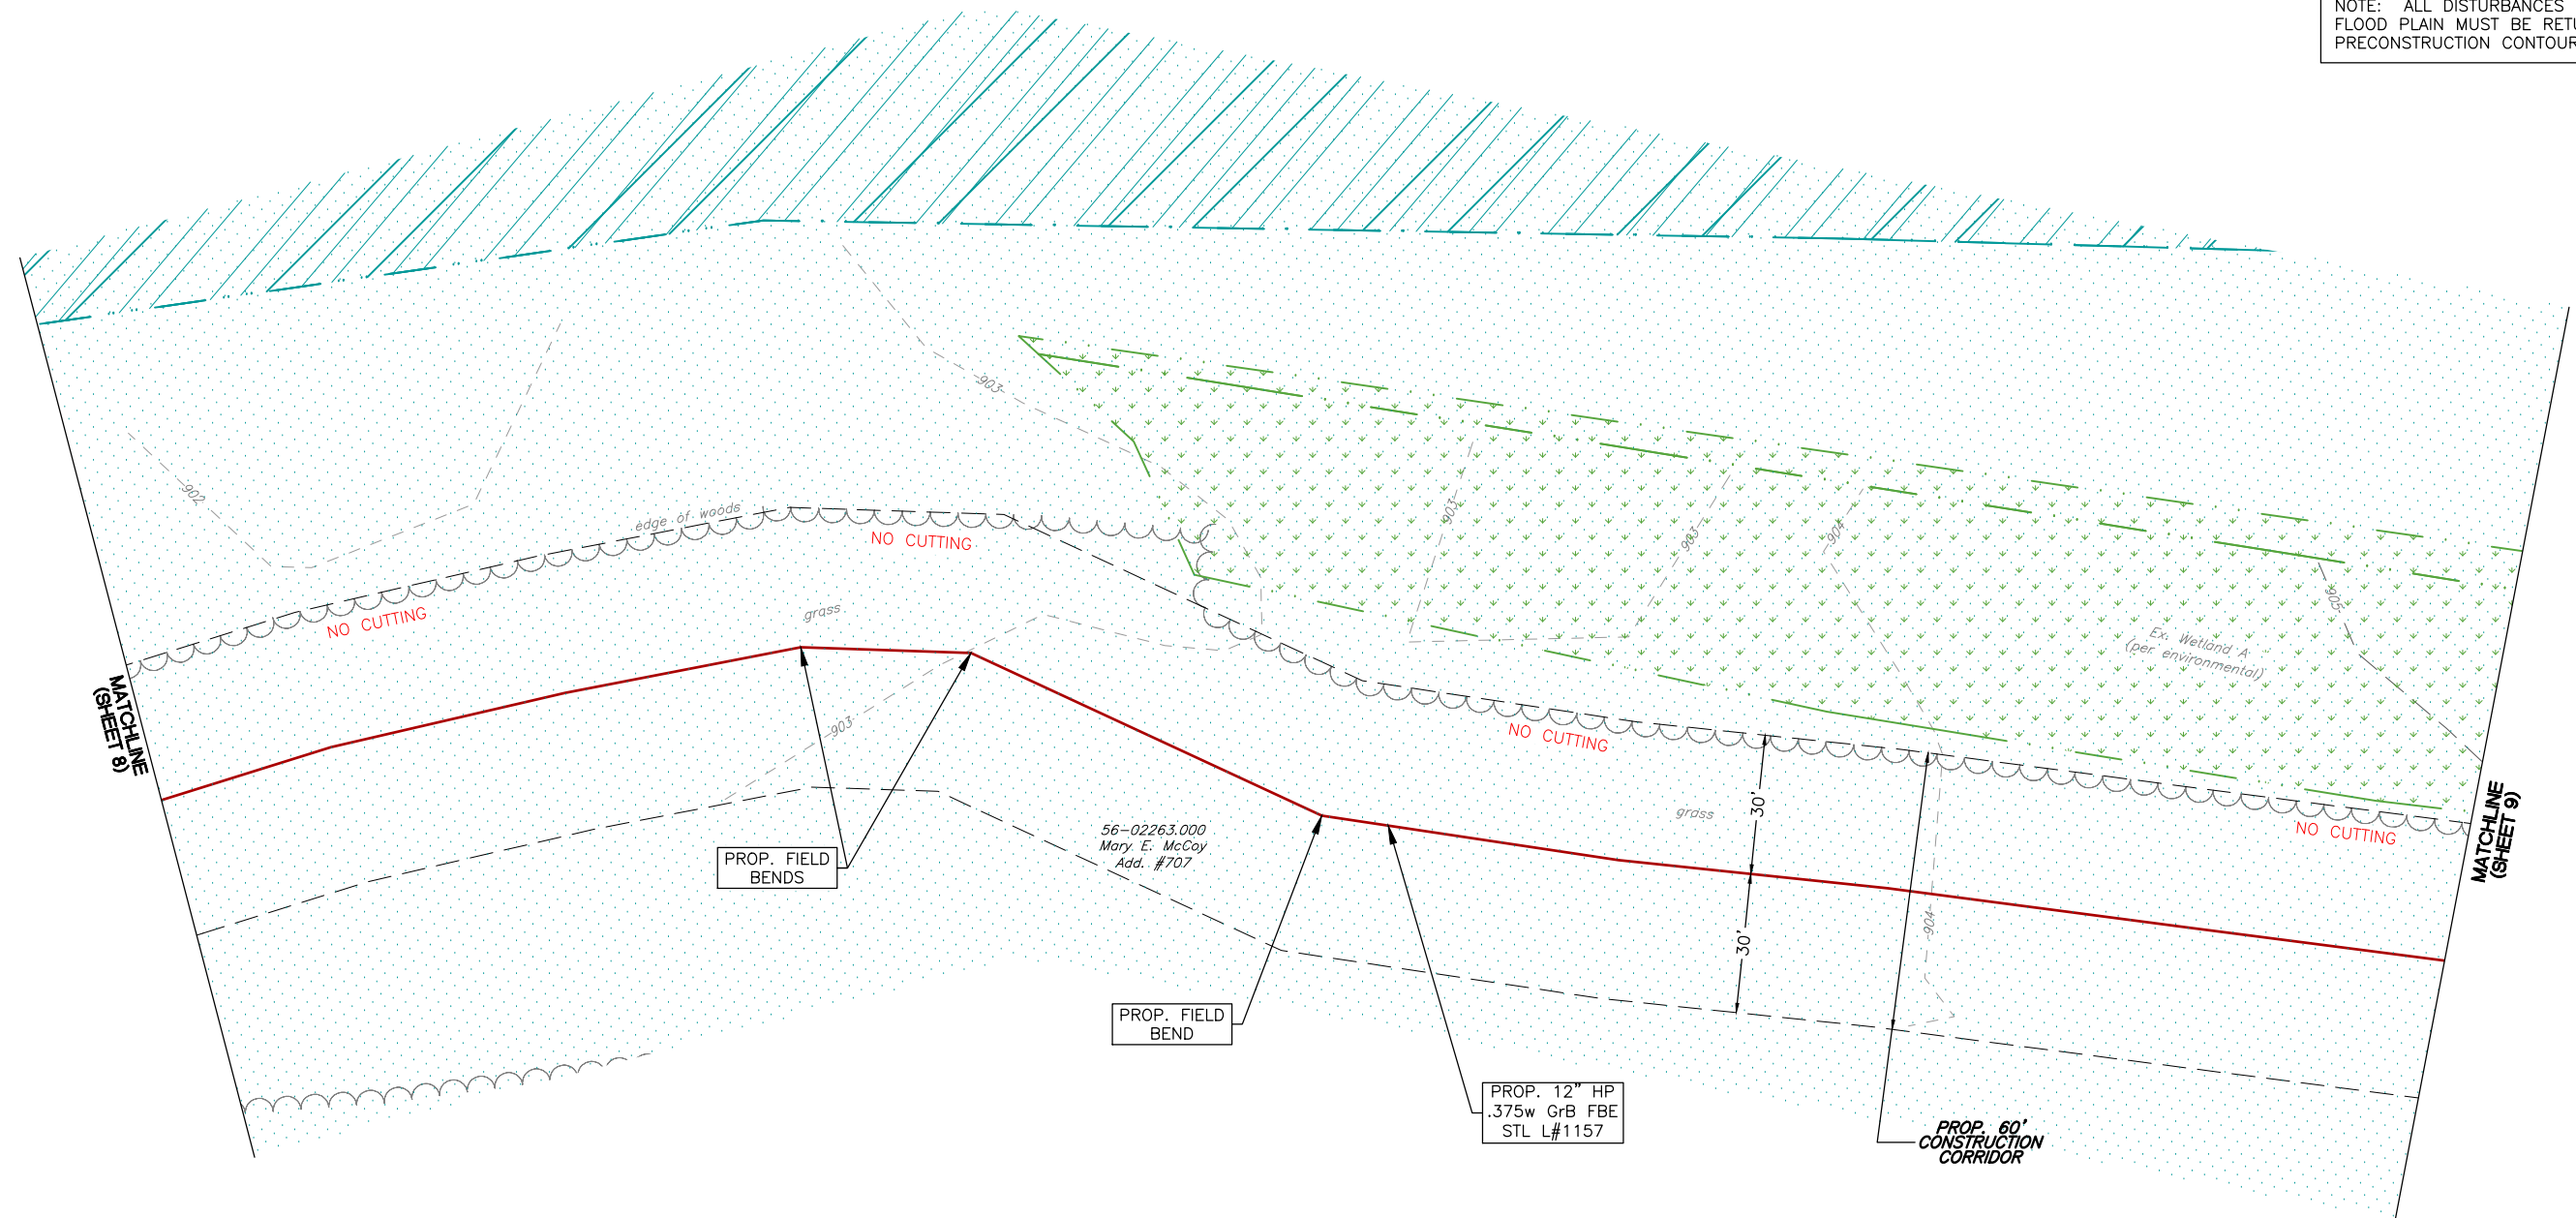 NOTE: ALL DISTURBANCES
FLOOD PLAIN MUST BE
PRECONSTRUCTION
903
902
edge of woods
NO CUTTING
903
903
904
905
NO CUTTING
grass
Ex. Wetland A
(per environmental)
MATCHLINE
(SHEET 8)
903
NO CUTTING
30'
grass
MATCHLINE
(SHEET 9)
NO CUTTING
56-02263.000
Mary E. McCoy
Add. #707
PROP. FIELD
BENDS
30'
904
PROP. FIELD
BEND
PROP. 12" HP
.375w GrB FBE
STL L#1157
PROP. 60'
CONSTRUCTION
CORRIDOR